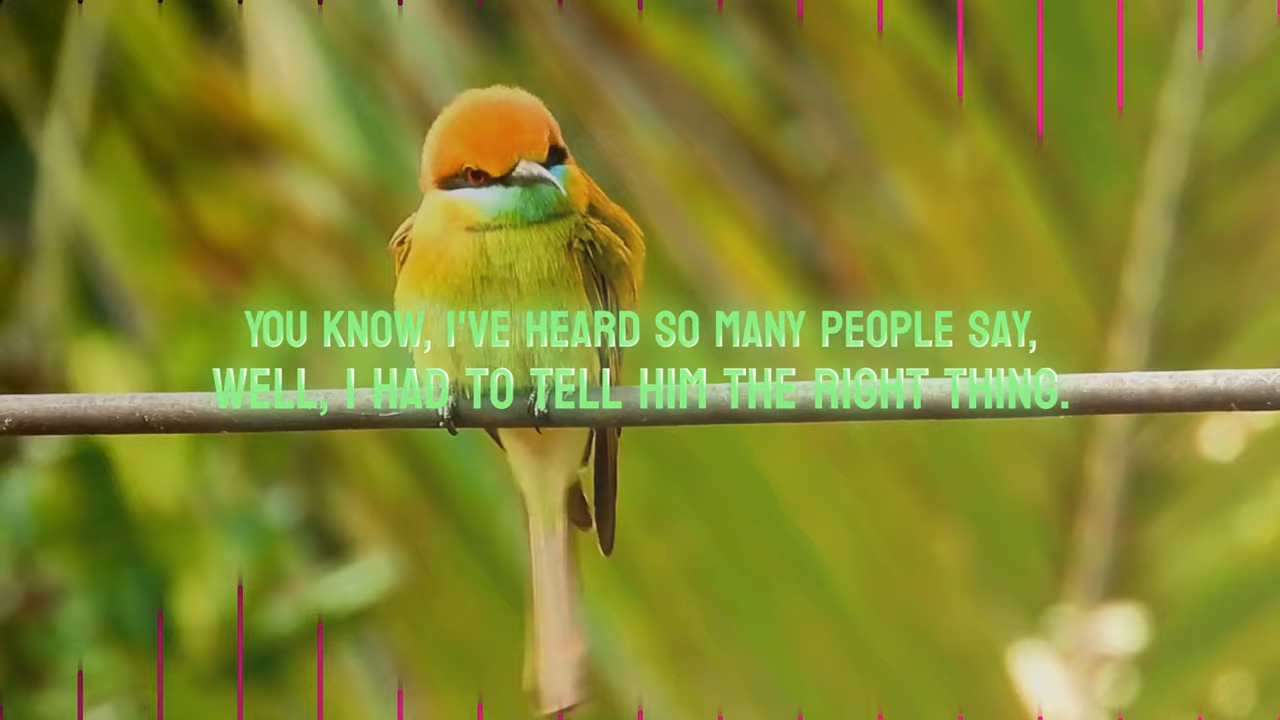 YOU KNOW, I'VE HEARD SO MANY PEOPLE SAY,
WELL, I HAD TO TELL HIM THE RIGHT THING.